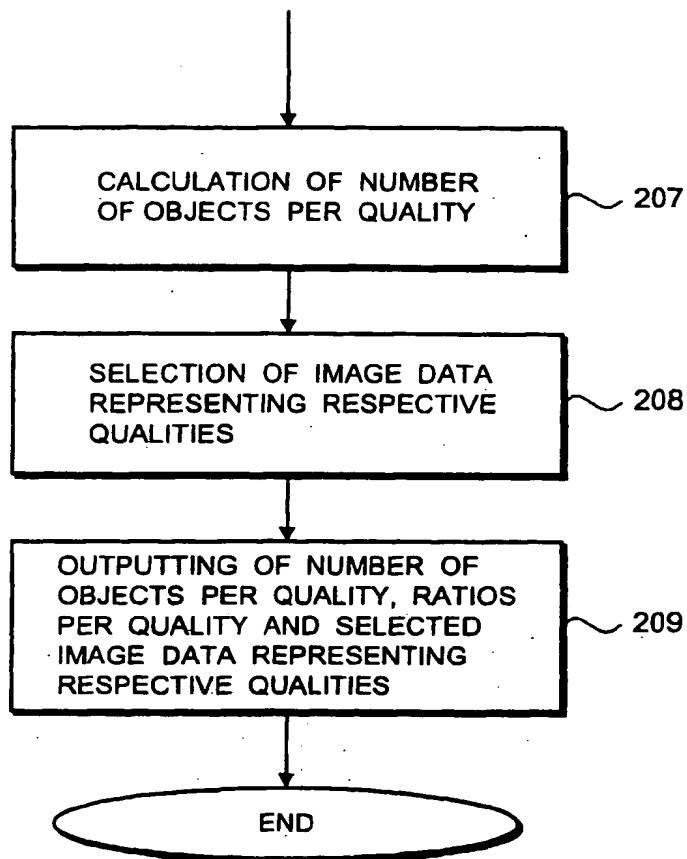 CALCULATION OF NUMBER
OF OBJECTS PER QUALITY
207
SELECTION OF IMAGE DATA
REPRESENTING RESPECTIVE
QUALITIES
208
OUTPUTTING OF NUMBER OF
OBJECTS PER QUALITY, RATIOS
PER QUALITY AND SELECTED
IMAGE DATA REPRESENTING
RESPECTIVE QUALITIES
209
END